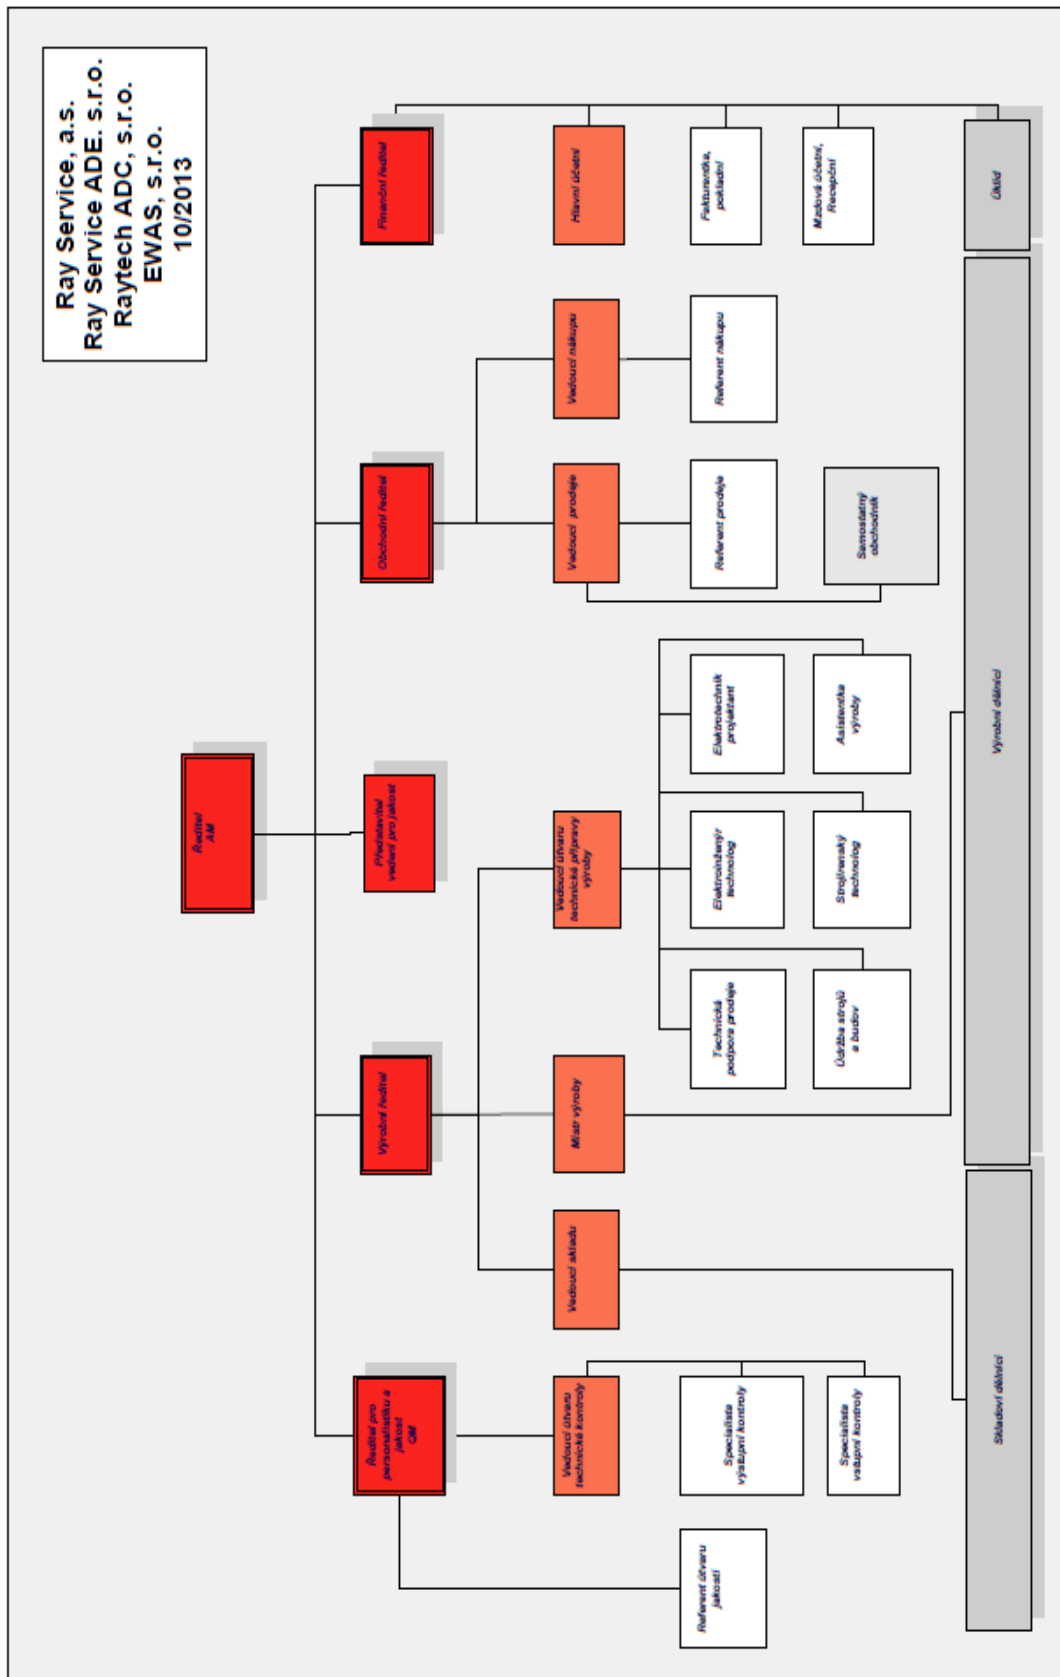 Ray Service, a.s.
Ray Service ADE. s.r.o.
Raytech ADC, s.r.o.
EWAS, s.r.o.
10/2013
Ředitel
AM
Ředitel pro
personalistiku a
jakost
QM
Výrobní ředitel
Představitel
vedení pro jakost
Obchodní ředitel
Finanční ředitel
Vedoucí útvaru
technické kontroly
Vedoucí skladu
Mistr výroby
Vedoucí útvaru
technické přípravy
výroby
Vedoucí prodeje
Vedoucí nákupu
Hlavní účetní
Referent útvaru
jakosti
Specialista
výstupní kontroly
Technická
podpora prodeje
Elektroinženýr
technolog
Elektrotechnik
projektant
Referent prodeje
Referent nákupu
Fakturantka,
pokladní
Specialista
vstupní kontroly
Údržba strojů
a budov
Strojírenský
technolog
Asistentka
výroby
Samostatný
obchodník
Mzdová účetní,
Recepční
Skladoví dělníci
Výrobní dělníci
Úklid